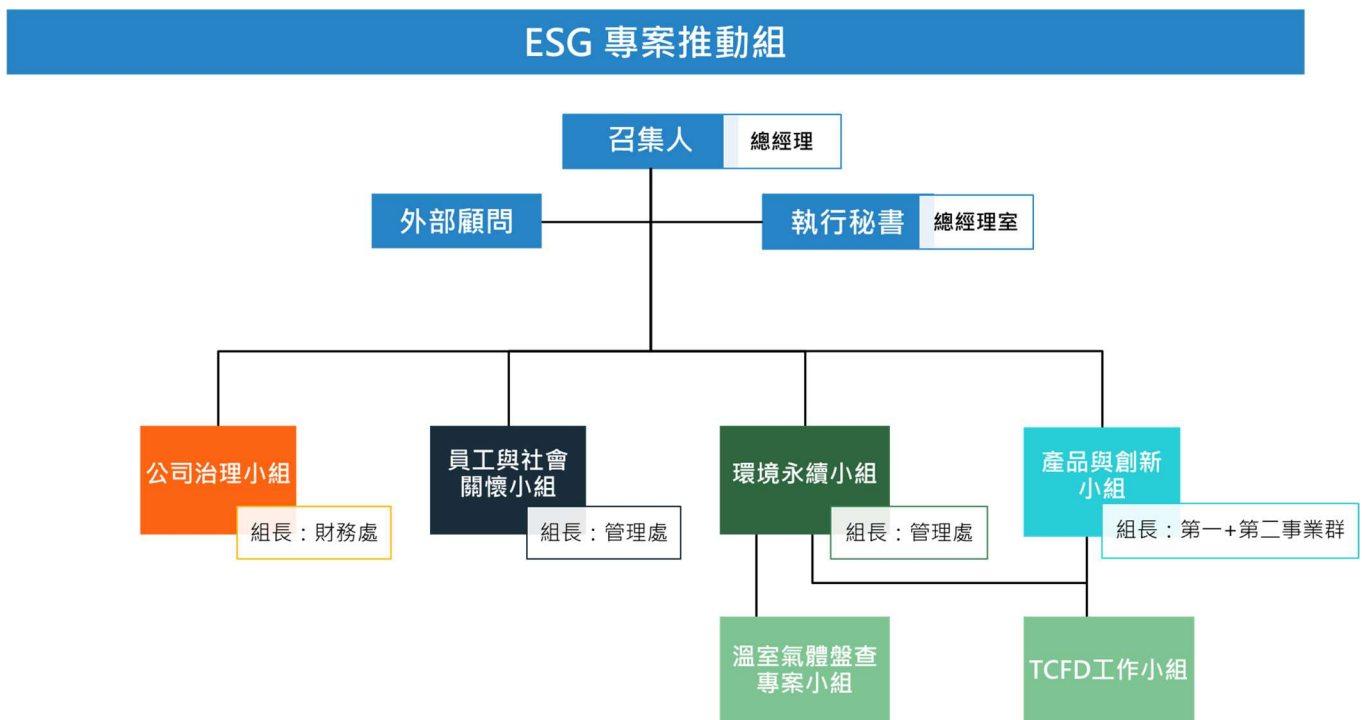 ESG 專案推動組
召集人
總經理
外部顧問
執行秘書
總經理室
公司治理小組
組長：財務處
員工與社會
關懷小組
組長：管理處
環境永續小組
組長：管理處
產品與創新
小組
組長：第一+第二事業群
溫室氣體盤查
專案小組
TCFD工作小組